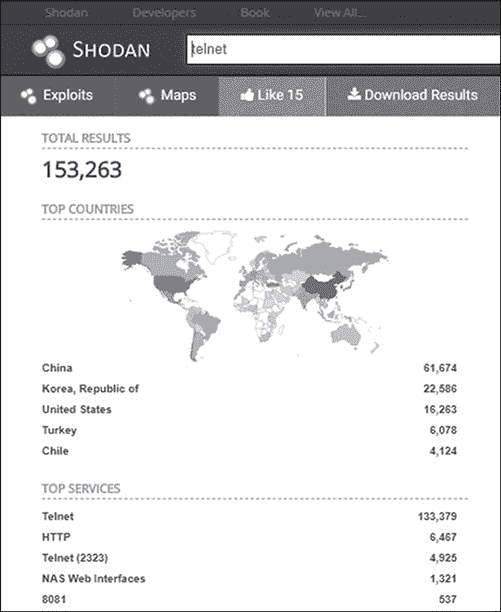 Shodan Developers Book View All...
SHODAN telnet
Exploits Maps Like 15 Download Results
TOTAL RESULTS
153,263
TOP COUNTRIES
China 61,674
Korea, Republic of 22,586
United States 16,263
Turkey 6,078
Chile 4,124
TOP SERVICES
Telnet 133,379
HTTP 6,467
Telnet (2323) 4,925
NAS Web Interfaces 1,321
8081 537